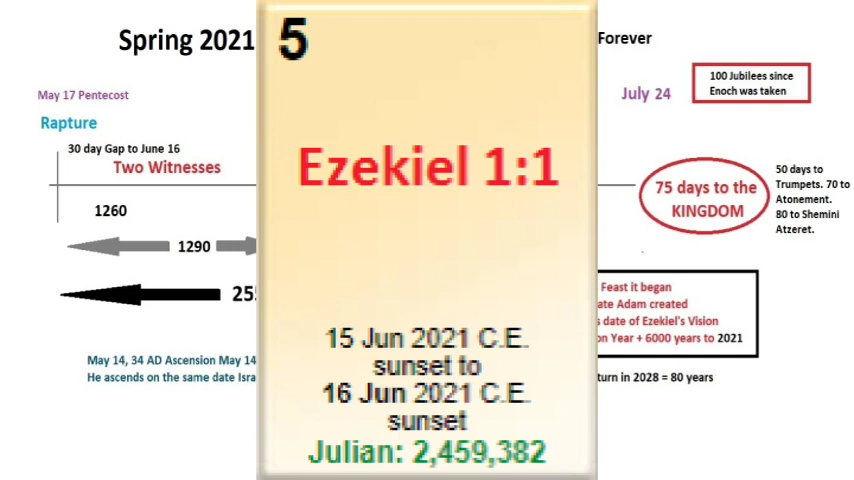 Spring 2021
Forever
May 17 Pentecost
Rapture
30 day Gap to June 16
Two Witnesses
1260
1290
May 14, 34 AD Ascension May 14
He ascends on the same date
5
Ezekiel 1:1
15 Jun 2021 C.E.
sunset to
16 Jun 2021 C.E.
sunset
Julian: 2,459,382
July 24
100 Jubilees since
Enoch was taken
75 days to the
KINGDOM
50 days to
Trumpets. 70 to
Atonement.
80 to Shemini
Atzeret.
Feast it began
ate Adam created
s date of Ezekiel's Vision
on Year + 6000 years to 2021
turn in 2028 = 80 years